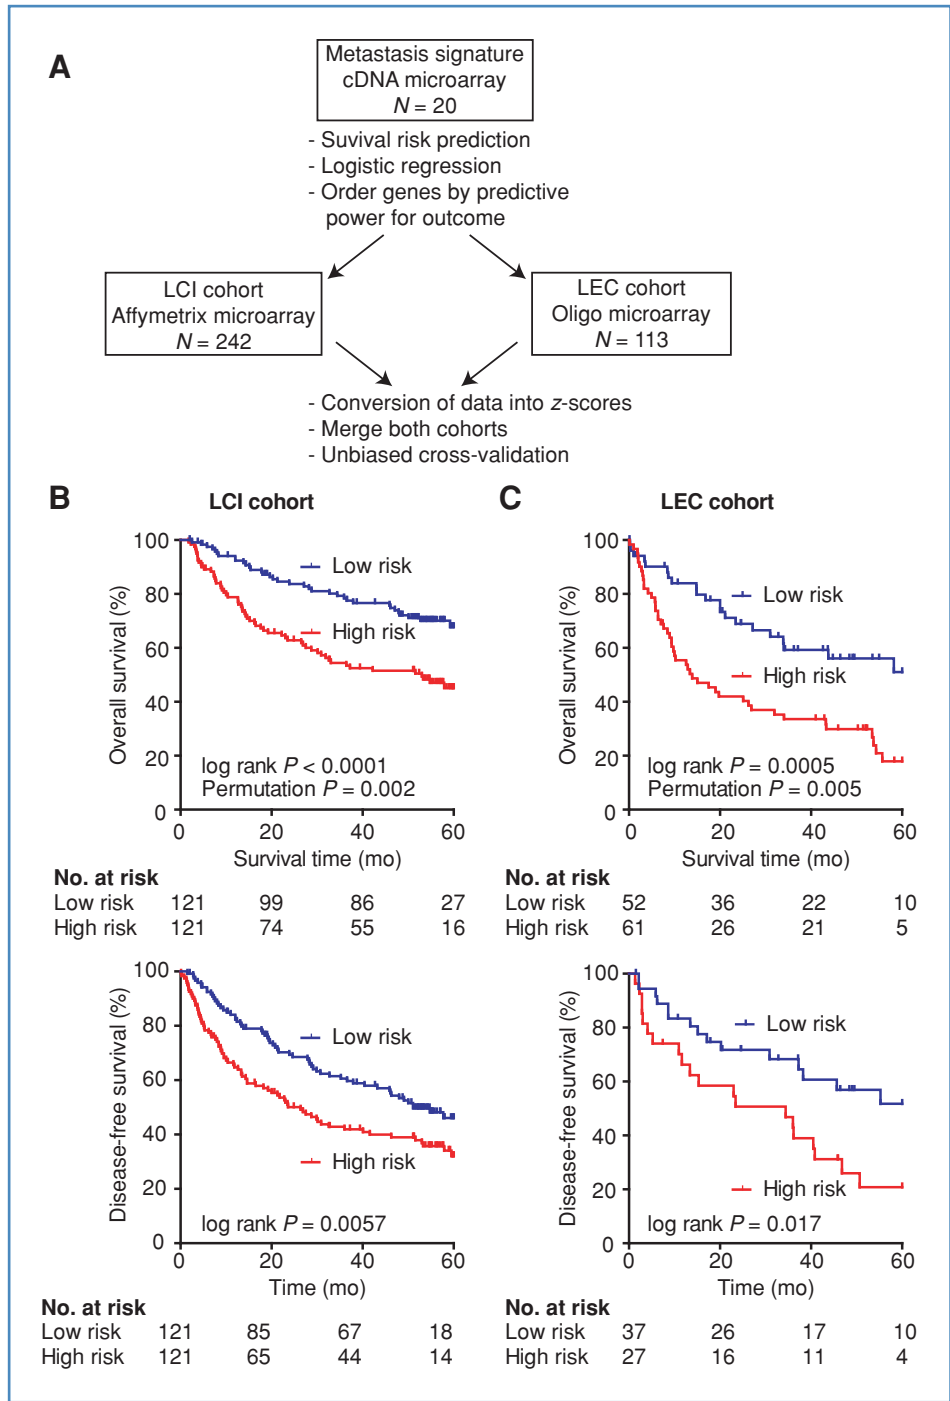 A
Metastasis signature
cDNA microarray
N = 20
- Suvival risk prediction
- Logistic regression
- Order genes by predictive
power for outcome
LCI cohort
Affymetrix microarray
N = 242
LEC cohort
Oligo microarray
N = 113
- Conversion of data into z-scores
- Merge both cohorts
- Unbiased cross-validation
B
LCI cohort
Overall survival (%)
100
80
60
40
20
0
Low risk
High risk
log rank P < 0.0001
Permutation P = 0.002
0 20 40 60
Survival time (mo)
No. at risk
Low risk 121 99 86 27
High risk 121 74 55 16
Disease-free survival (%)
100
80
60
40
20
0
Low risk
High risk
log rank P = 0.0057
0 20 40 60
Time (mo)
No. at risk
Low risk 121 85 67 18
High risk 121 65 44 14
C
LEC cohort
Overall survival (%)
100
80
60
40
20
0
Low risk
High risk
log rank P = 0.0005
Permutation P = 0.005
0 20 40 60
Survival time (mo)
No. at risk
Low risk 52 36 22 10
High risk 61 26 21 5
Disease-free survival (%)
100
80
60
40
20
0
Low risk
High risk
log rank P = 0.017
0 20 40 60
Time (mo)
No. at risk
Low risk 37 26 17 10
High risk 27 16 11 4